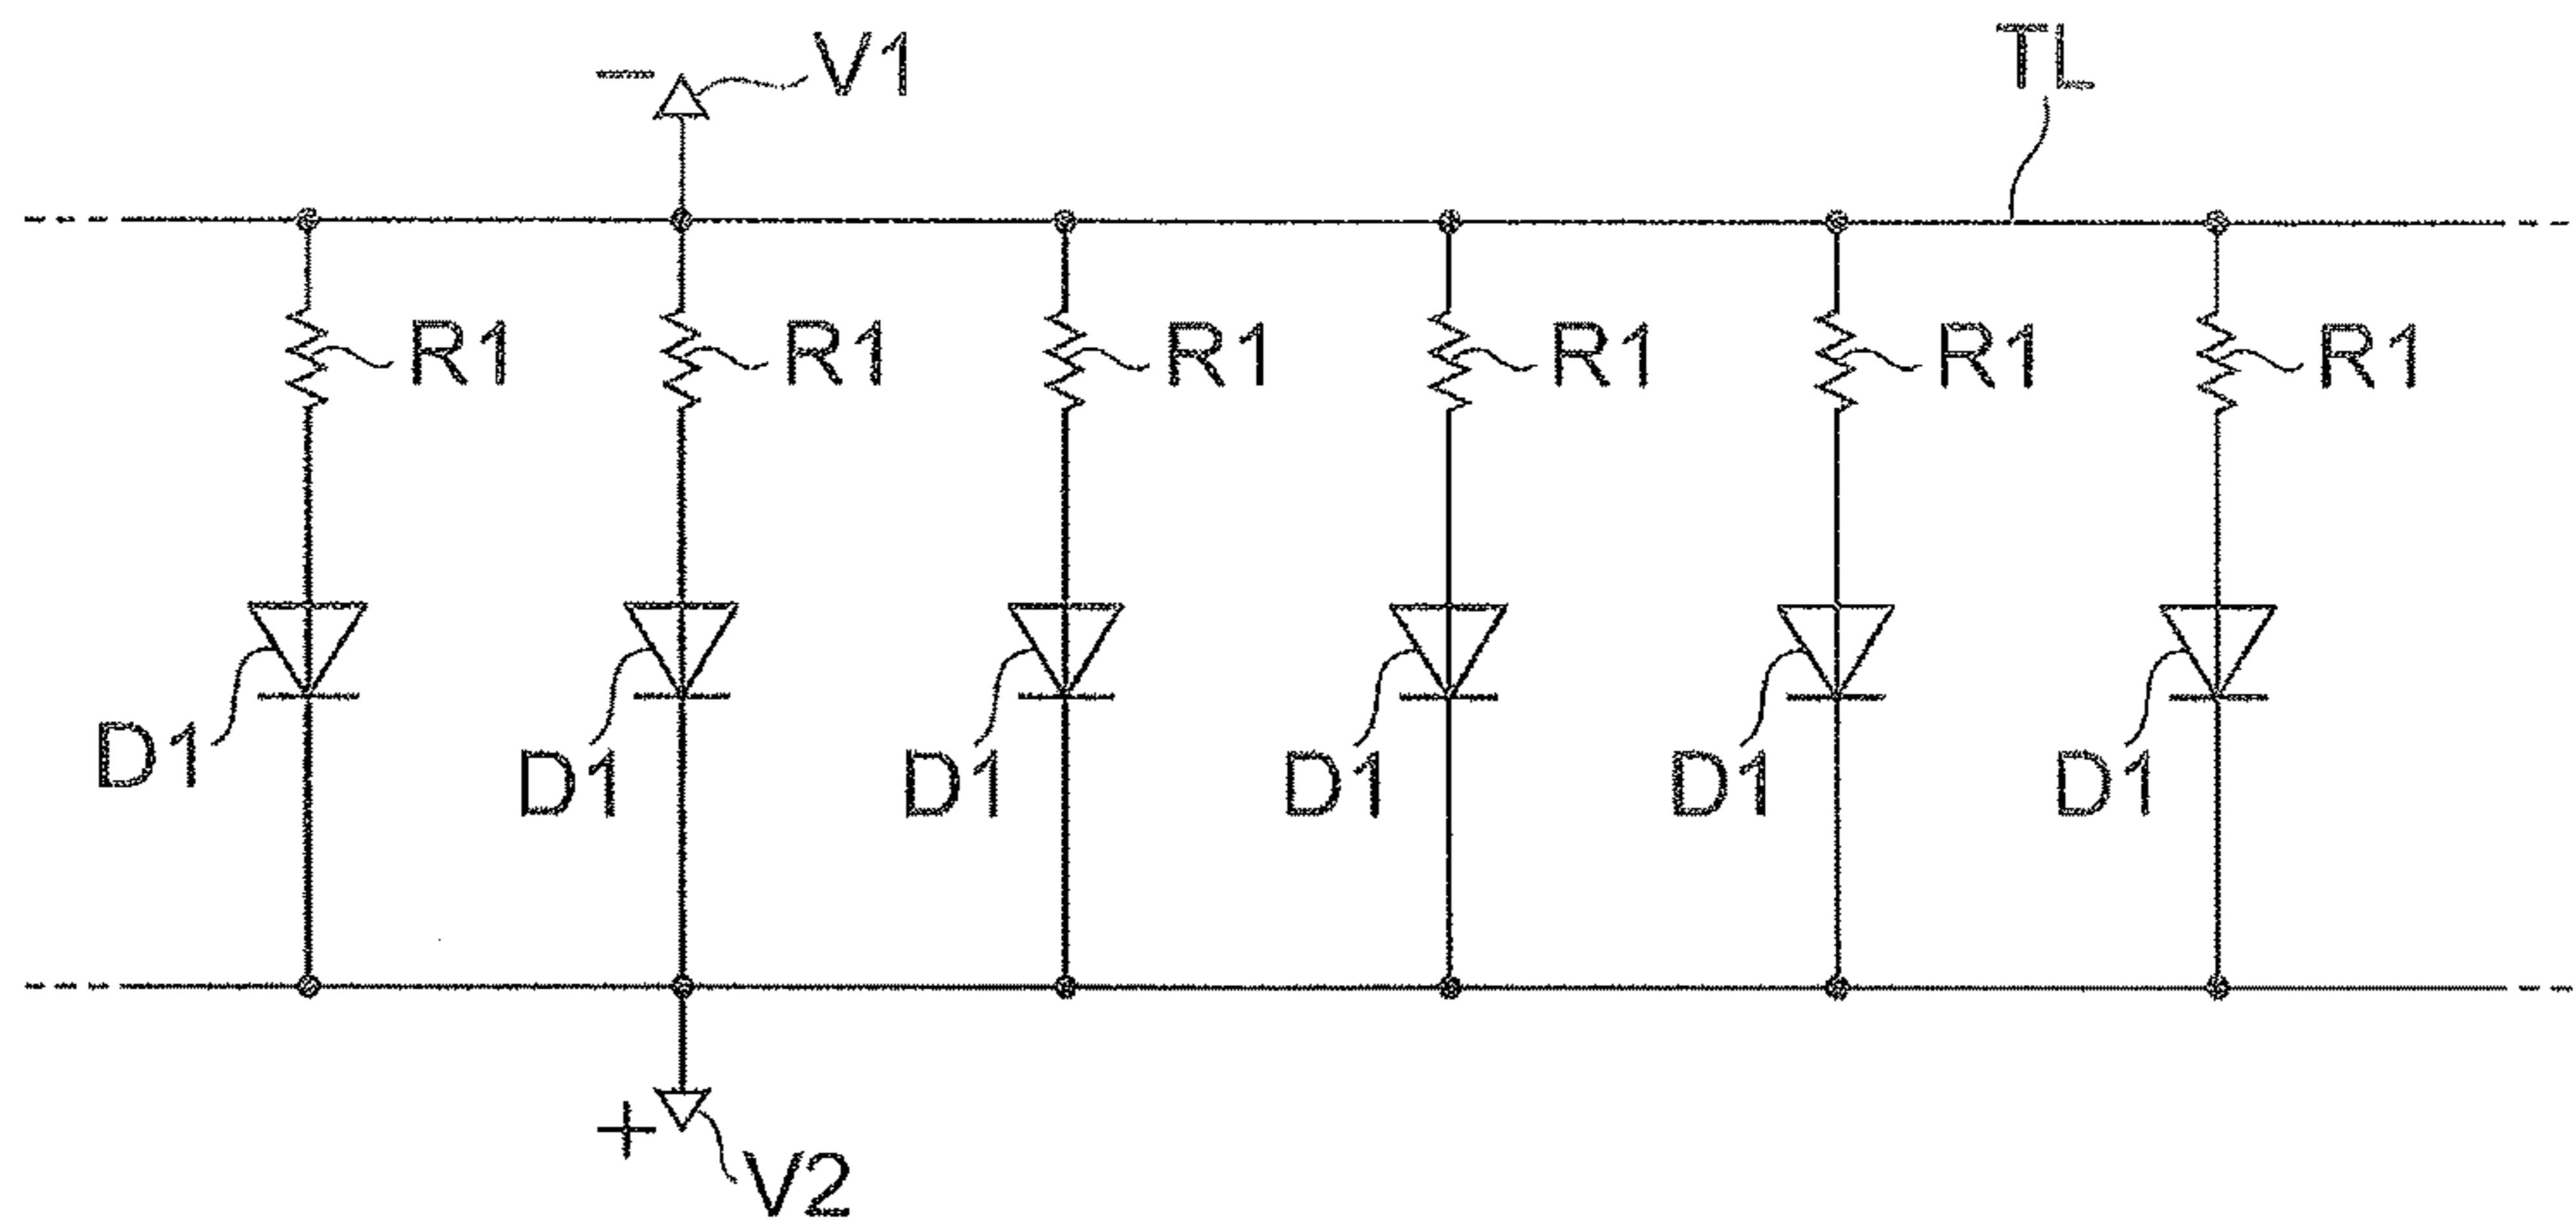 − V1
TL
R1 R1 R1 R1 R1 R1
D1 D1 D1 D1 D1 D1
+ V2